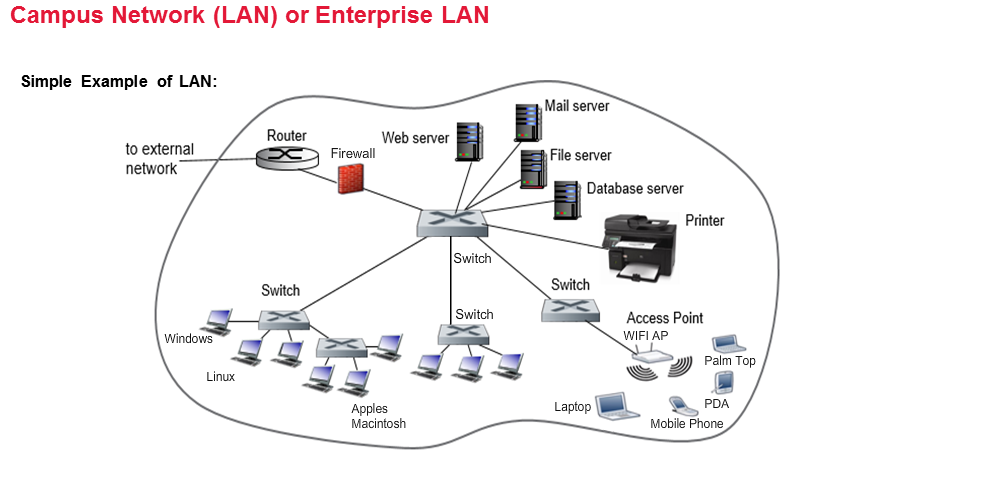 Campus Network (LAN) or Enterprise LAN
Simple Example of LAN:
Mail server
Router
Web server
to external
network
Firewall
File server
Database server
Printer
Switch
Switch
Switch
Switch
Access Point
WIFI AP
Windows
Palm Top
Linux
Apples
Macintosh
Laptop
PDA
Mobile Phone